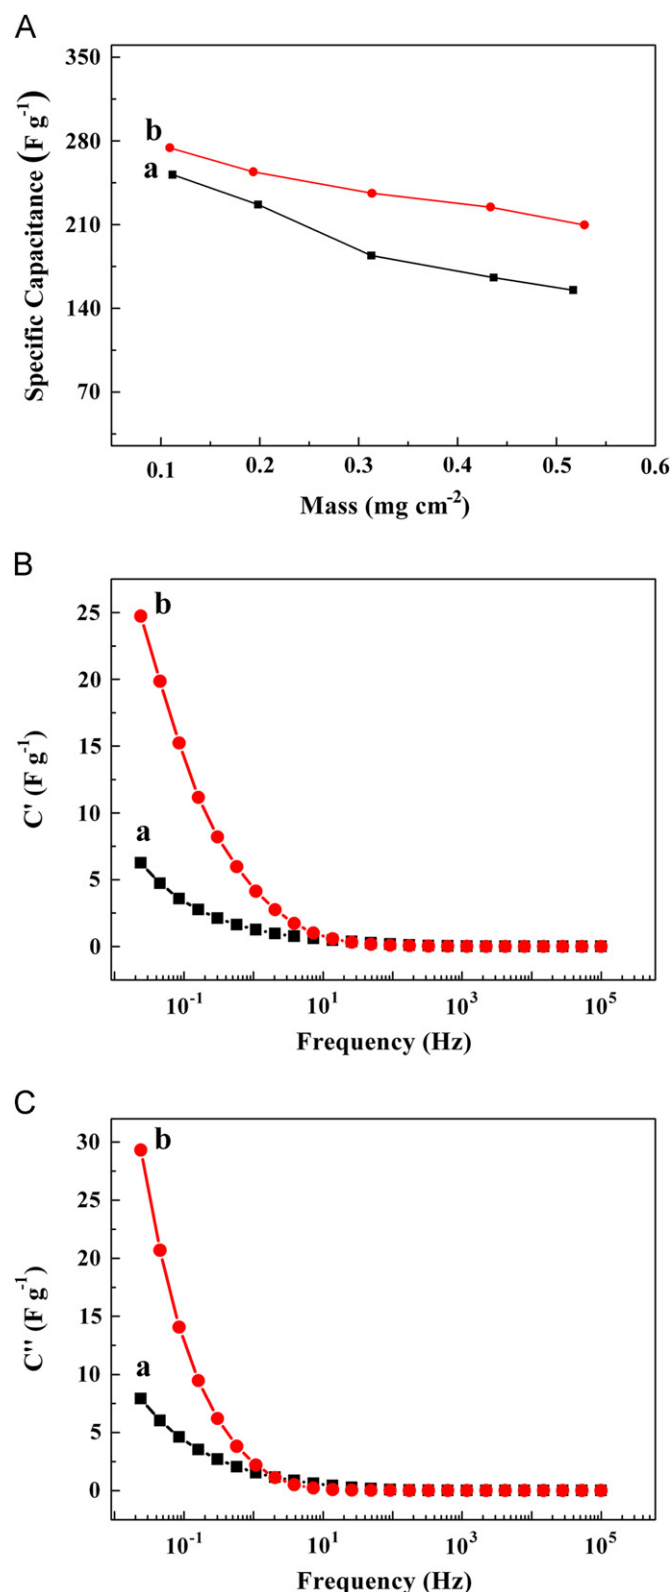 A
350
280
210
140
70
Specific Capacitance (F g⁻¹)
b
a
0.1 0.2 0.3 0.4 0.5 0.6
Mass (mg cm⁻²)
B
25
20
15
10
5
0
C' (F g⁻¹)
b
a
10⁻¹ 10¹ 10³ 10⁵
Frequency (Hz)
C
30
25
20
15
10
5
0
C'' (F g⁻¹)
b
a
10⁻¹ 10¹ 10³ 10⁵
Frequency (Hz)